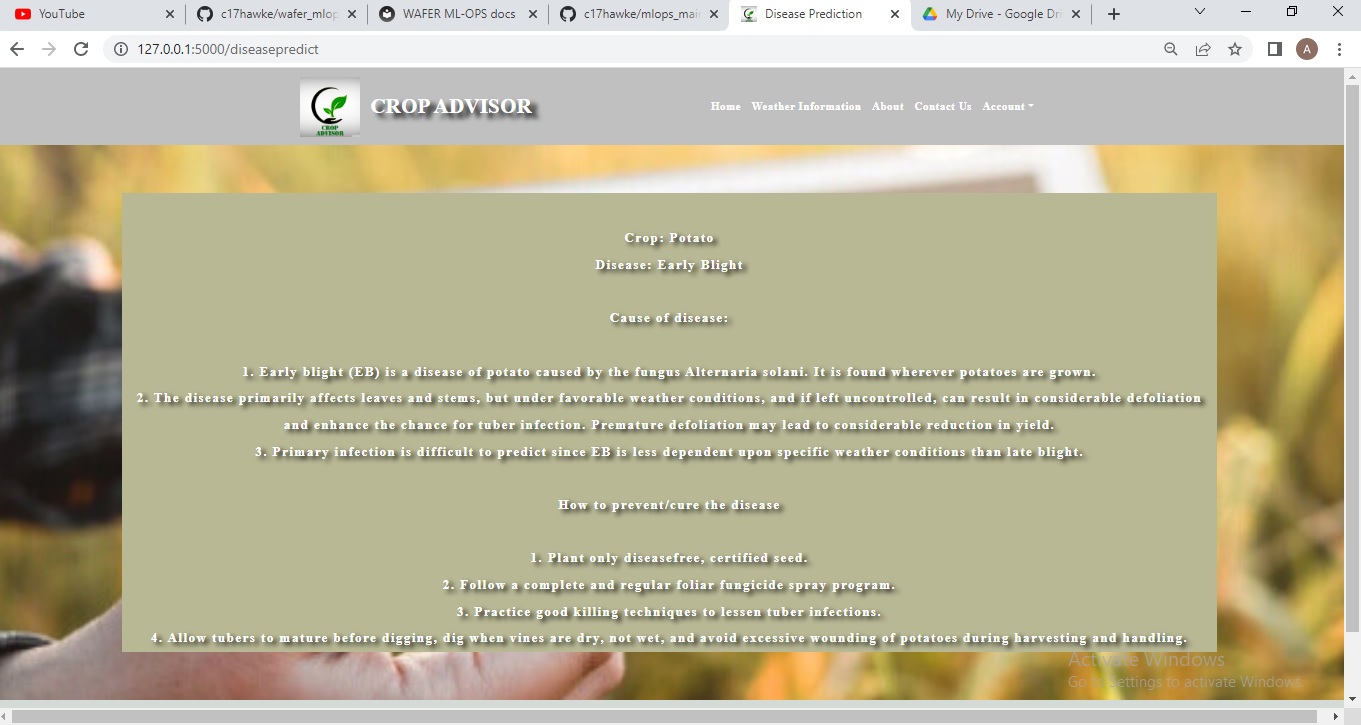 YouTube
c17hawke/wafer_mlop
WAFER ML-OPS docs
c17hawke/mlops_mai
Disease Prediction
My Drive - Google Dri
127.0.0.1:5000/diseasepredict
A
CROP
ADVISOR
CROP ADVISOR
Home Weather Information About Contact Us Account
Crop: Potato
Disease: Early Blight
Cause of disease:
1. Early blight (EB) is a disease of potato caused by the fungus Alternaria solani. It is found wherever potatoes are grown.
2. The disease primarily affects leaves and stems, but under favorable weather conditions, and if left uncontrolled, can result in considerable defoliation
and enhance the chance for tuber infection. Premature defoliation may lead to considerable reduction in yield.
3. Primary infection is difficult to predict since EB is less dependent upon specific weather conditions than late blight.
How to prevent/cure the disease
1. Plant only diseasefree, certified seed.
2. Follow a complete and regular foliar fungicide spray program.
3. Practice good killing techniques to lessen tuber infections.
4. Allow tubers to mature before digging, dig when vines are dry, not wet, and avoid excessive wounding of potatoes during harvesting and handling.
Activate Windows
Go to Settings to activate Windows.